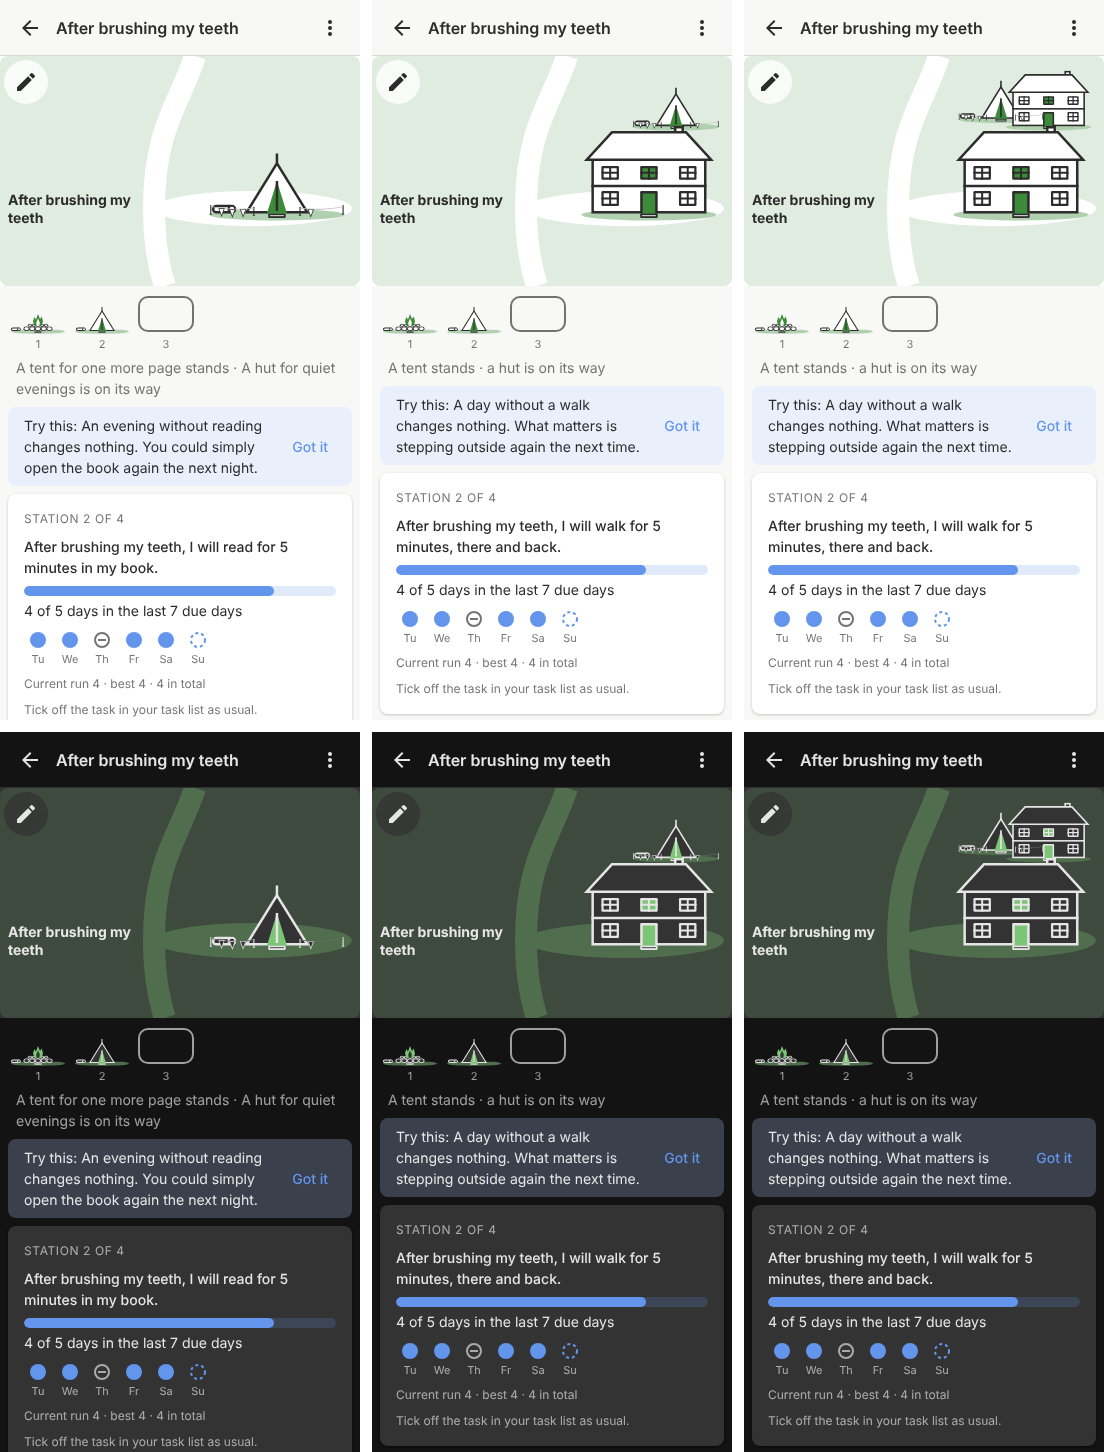 After brushing my teeth
After brushing my
teeth
1
2
3
A tent for one more page stands · A hut for quiet
evenings is on its way
Try this: An evening without reading
changes nothing. You could simply
open the book again the next night.
Got it
STATION 2 OF 4
After brushing my teeth, I will read for 5
minutes in my book.
4 of 5 days in the last 7 due days
Tu We Th Fr Sa Su
Current run 4 · best 4 · 4 in total
Tick off the task in your task list as usual.
After brushing my teeth
After brushing my
teeth
1
2
3
A tent stands · a hut is on its way
Try this: A day without a walk
changes nothing. What matters is
stepping outside again the next time.
Got it
STATION 2 OF 4
After brushing my teeth, I will walk for 5
minutes, there and back.
4 of 5 days in the last 7 due days
Tu We Th Fr Sa Su
Current run 4 · best 4 · 4 in total
Tick off the task in your task list as usual.
After brushing my teeth
After brushing my
teeth
1
2
3
A tent stands · a hut is on its way
Try this: A day without a walk
changes nothing. What matters is
stepping outside again the next time.
Got it
STATION 2 OF 4
After brushing my teeth, I will walk for 5
minutes, there and back.
4 of 5 days in the last 7 due days
Tu We Th Fr Sa Su
Current run 4 · best 4 · 4 in total
Tick off the task in your task list as usual.
After brushing my teeth
After brushing my
teeth
1
2
3
A tent for one more page stands · A hut for quiet
evenings is on its way
Try this: An evening without reading
changes nothing. You could simply
open the book again the next night.
Got it
STATION 2 OF 4
After brushing my teeth, I will read for 5
minutes in my book.
4 of 5 days in the last 7 due days
Tu We Th Fr Sa Su
Current run 4 · best 4 · 4 in total
Tick off the task in your task list as usual.
After brushing my teeth
After brushing my
teeth
1
2
3
A tent stands · a hut is on its way
Try this: A day without a walk
changes nothing. What matters is
stepping outside again the next time.
Got it
STATION 2 OF 4
After brushing my teeth, I will walk for 5
minutes, there and back.
4 of 5 days in the last 7 due days
Tu We Th Fr Sa Su
Current run 4 · best 4 · 4 in total
Tick off the task in your task list as usual.
After brushing my teeth
After brushing my
teeth
1
2
3
A tent stands · a hut is on its way
Try this: A day without a walk
changes nothing. What matters is
stepping outside again the next time.
Got it
STATION 2 OF 4
After brushing my teeth, I will walk for 5
minutes, there and back.
4 of 5 days in the last 7 due days
Tu We Th Fr Sa Su
Current run 4 · best 4 · 4 in total
Tick off the task in your task list as usual.